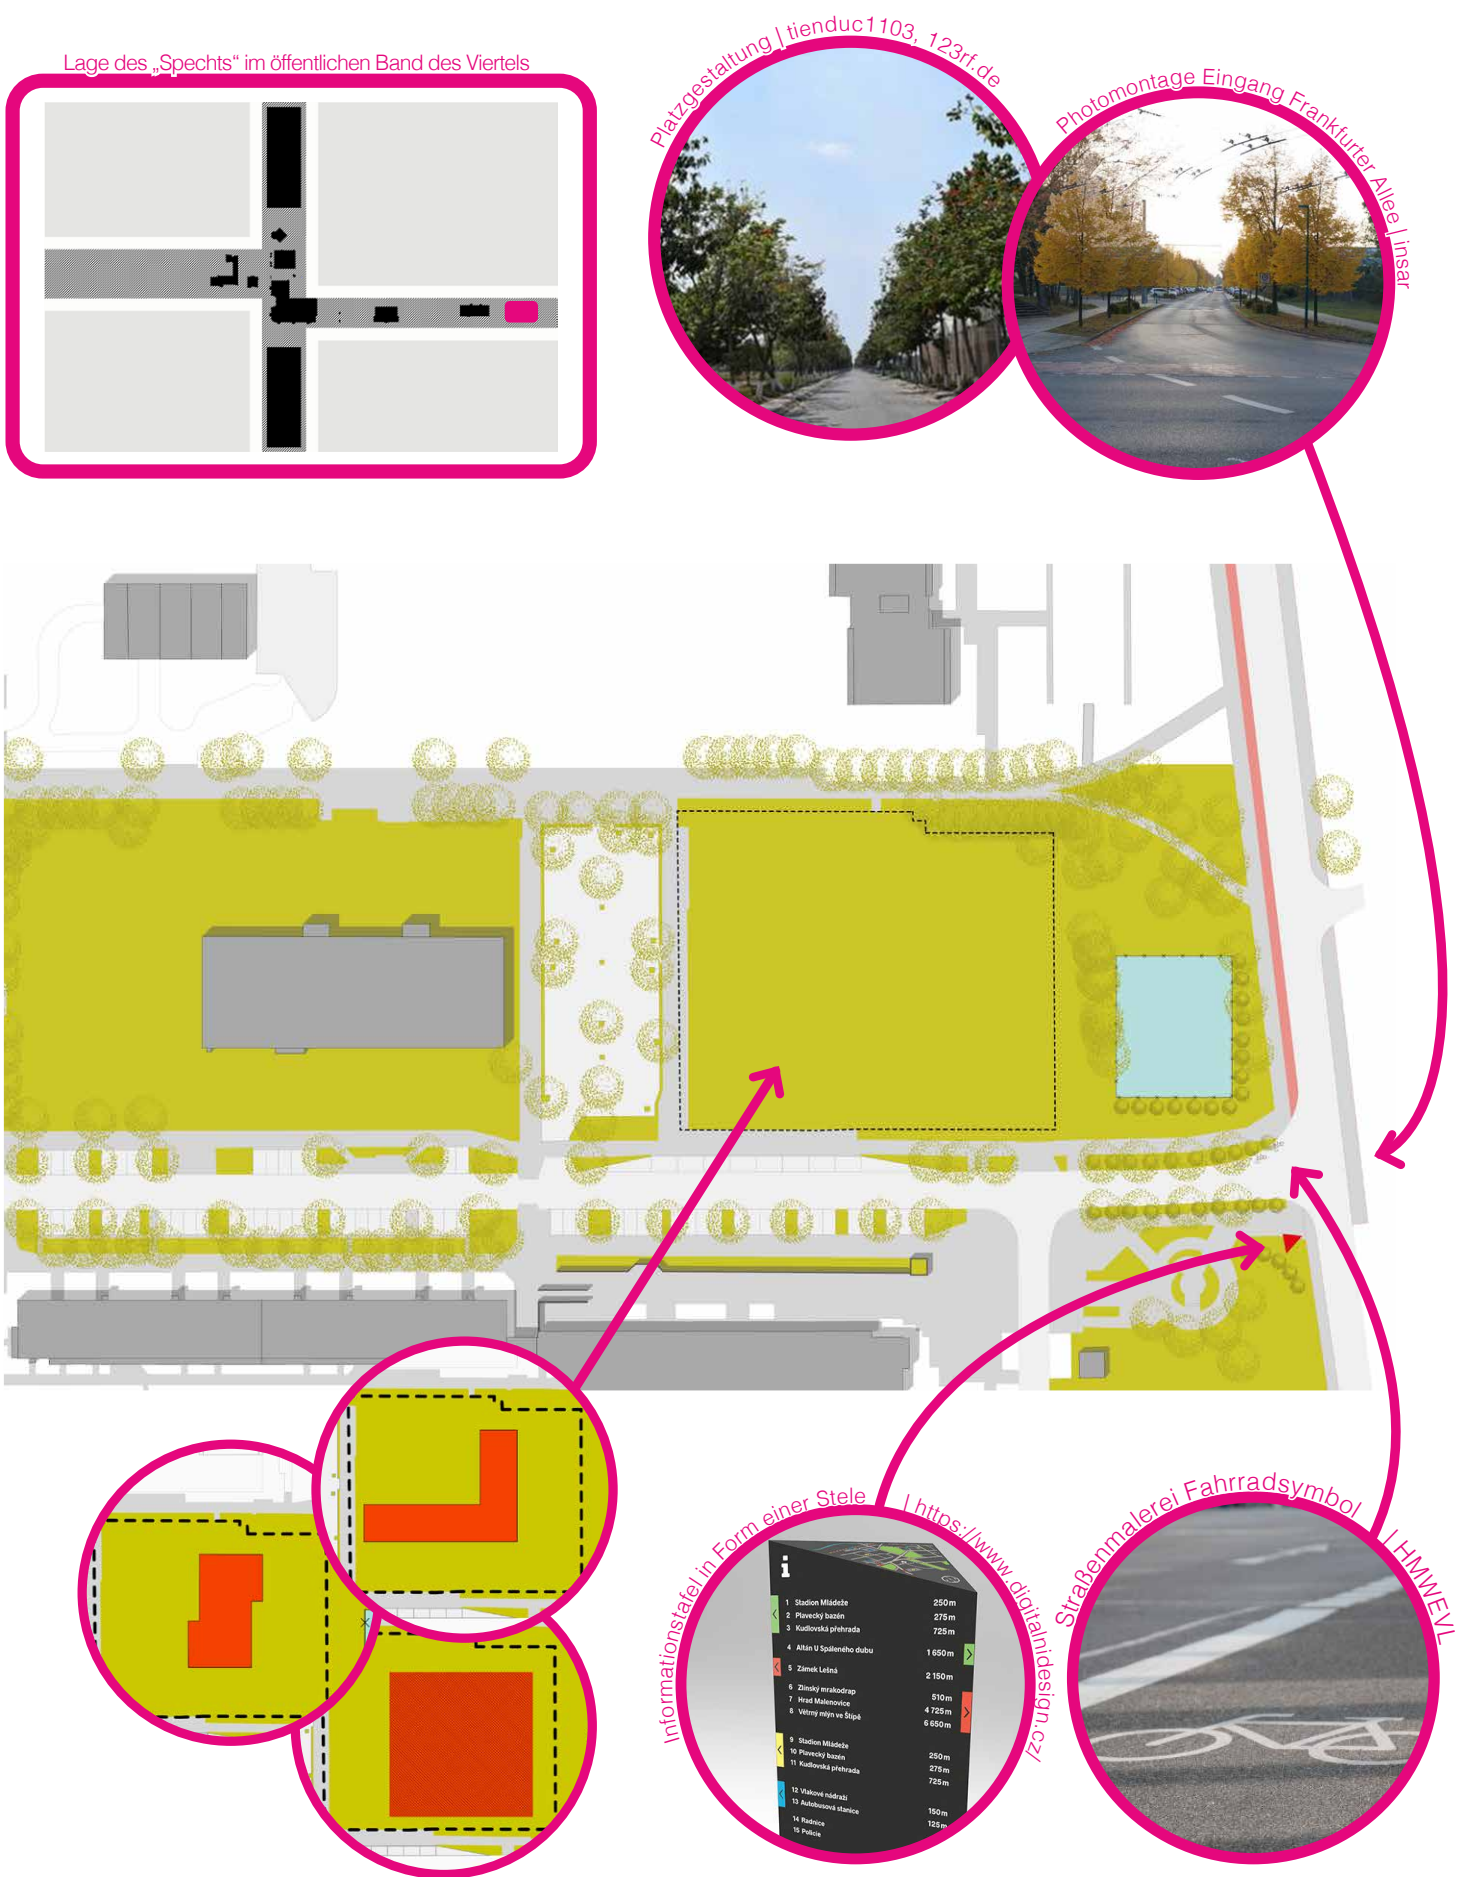 Lage des „Spechts“ im öffentlichen Band des Viertels
Platzgestaltung | tienduc1103, 123rf.de
Photomontage Eingang Frankfurter Allee | insar
Informationstafel in Form einer Stele | https://www.digitalnidesign.cz/
i
1 Stadion Mládeže 250 m
2 Plavecký bazén 275 m
3 Kudlovská přehrada 725 m
4 Altán U Spáleného dubu 1 650 m
5 Zámek Lešná 2 150 m
6 Zlínský mrakodrap 510 m
7 Hrad Malenovice 4 725 m
8 Větrný mlýn ve Štípě 6 650 m
9 Stadion Mládeže 250 m
10 Plavecký bazén 275 m
11 Kudlovská přehrada 725 m
12 Vlakové nádraží 150 m
13 Autobusová stanice 125 m
14 Radnice
15 Policie
Straßenmalerei Fahrradsymbol | HMWEVL